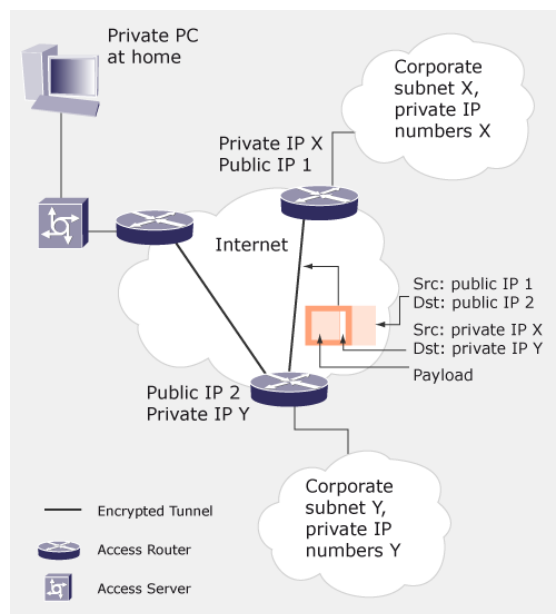 Private PC
at home
Corporate
subnet X,
private IP
numbers X
Private IP X
Public IP 1
Internet
Src: public IP 1
Dst: public IP 2
Src: private IP X
Dst: private IP Y
Payload
Public IP 2
Private IP Y
Corporate
subnet Y,
private IP
numbers Y
Encrypted Tunnel
Access Router
Access Server